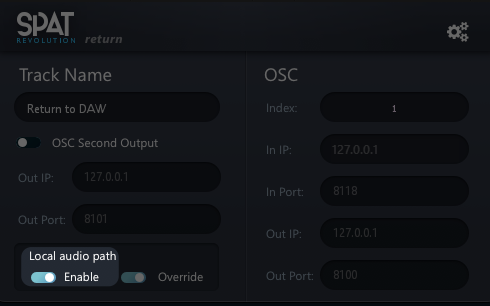 SPAT
REVOLUTION return
Track Name
Return to DAW
OSC Second Output
Out IP: 127.0.0.1
Out Port: 8101
Local audio path
Enable Override
OSC
Index: 1
In IP: 127.0.0.1
In Port: 8118
Out IP: 127.0.0.1
Out Port: 8100